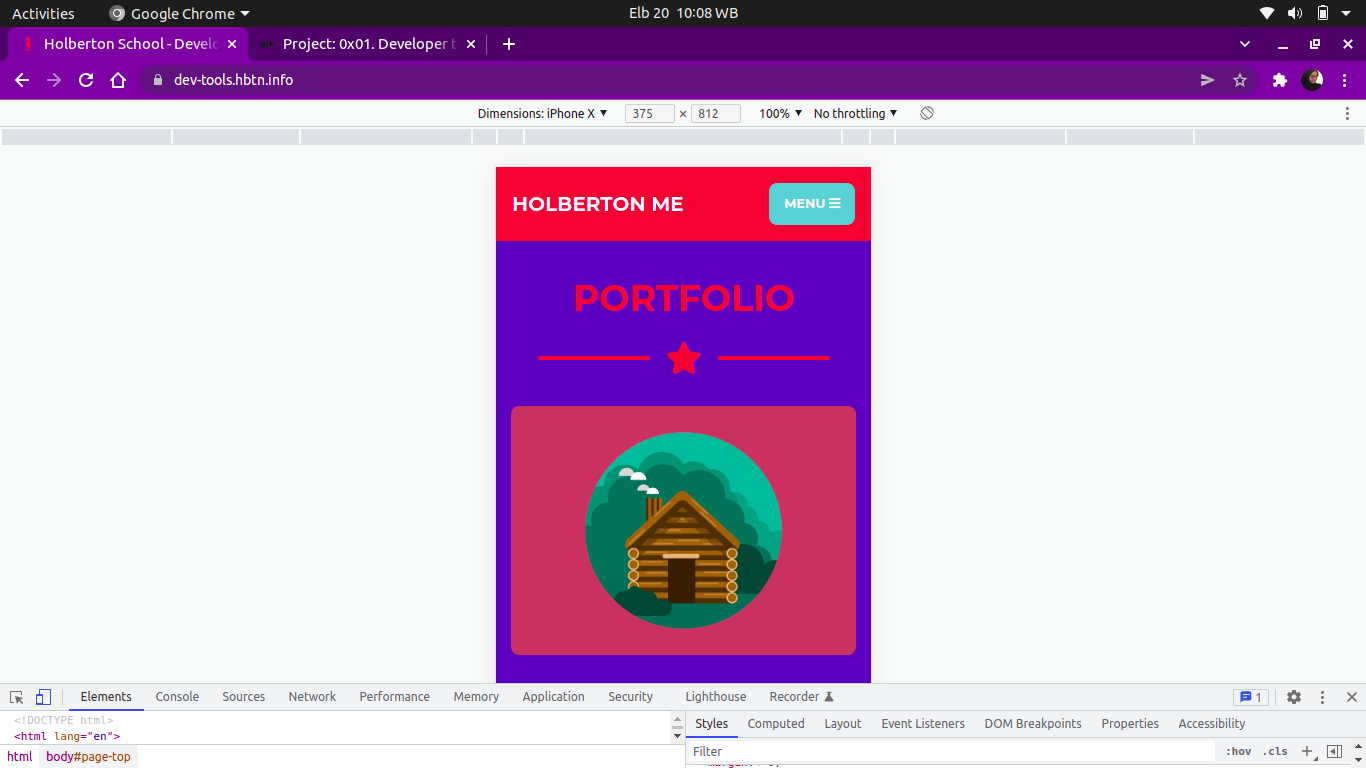 Activities Google Chrome Elb 20 10:08 WB
Holberton School - Develo Project: 0x01. Developer t
dev-tools.hbtn.info
Dimensions: iPhone X 375 × 812 100% No throttling
HOLBERTON ME MENU
PORTFOLIO
Elements Console Sources Network Performance Memory Application Security Lighthouse Recorder 1
<!DOCTYPE html>
<html lang="en">
html body#page-top
Styles Computed Layout Event Listeners DOM Breakpoints Properties Accessibility
Filter :hov .cls